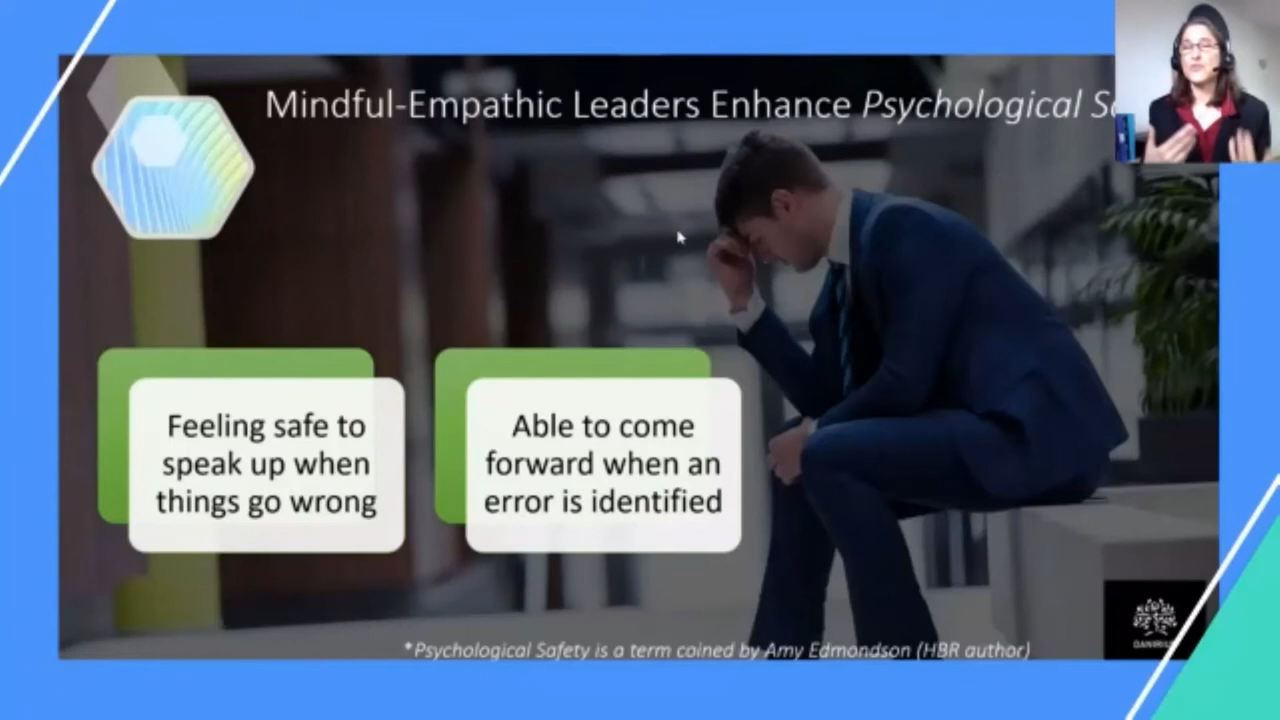 Mindful-Empathic Leaders Enhance Psychological
Feeling safe to
speak up when
things go wrong
Able to come
forward when an
error is identified
*Psychological Safety is a term coined by Amy Edmondson (HBR author)